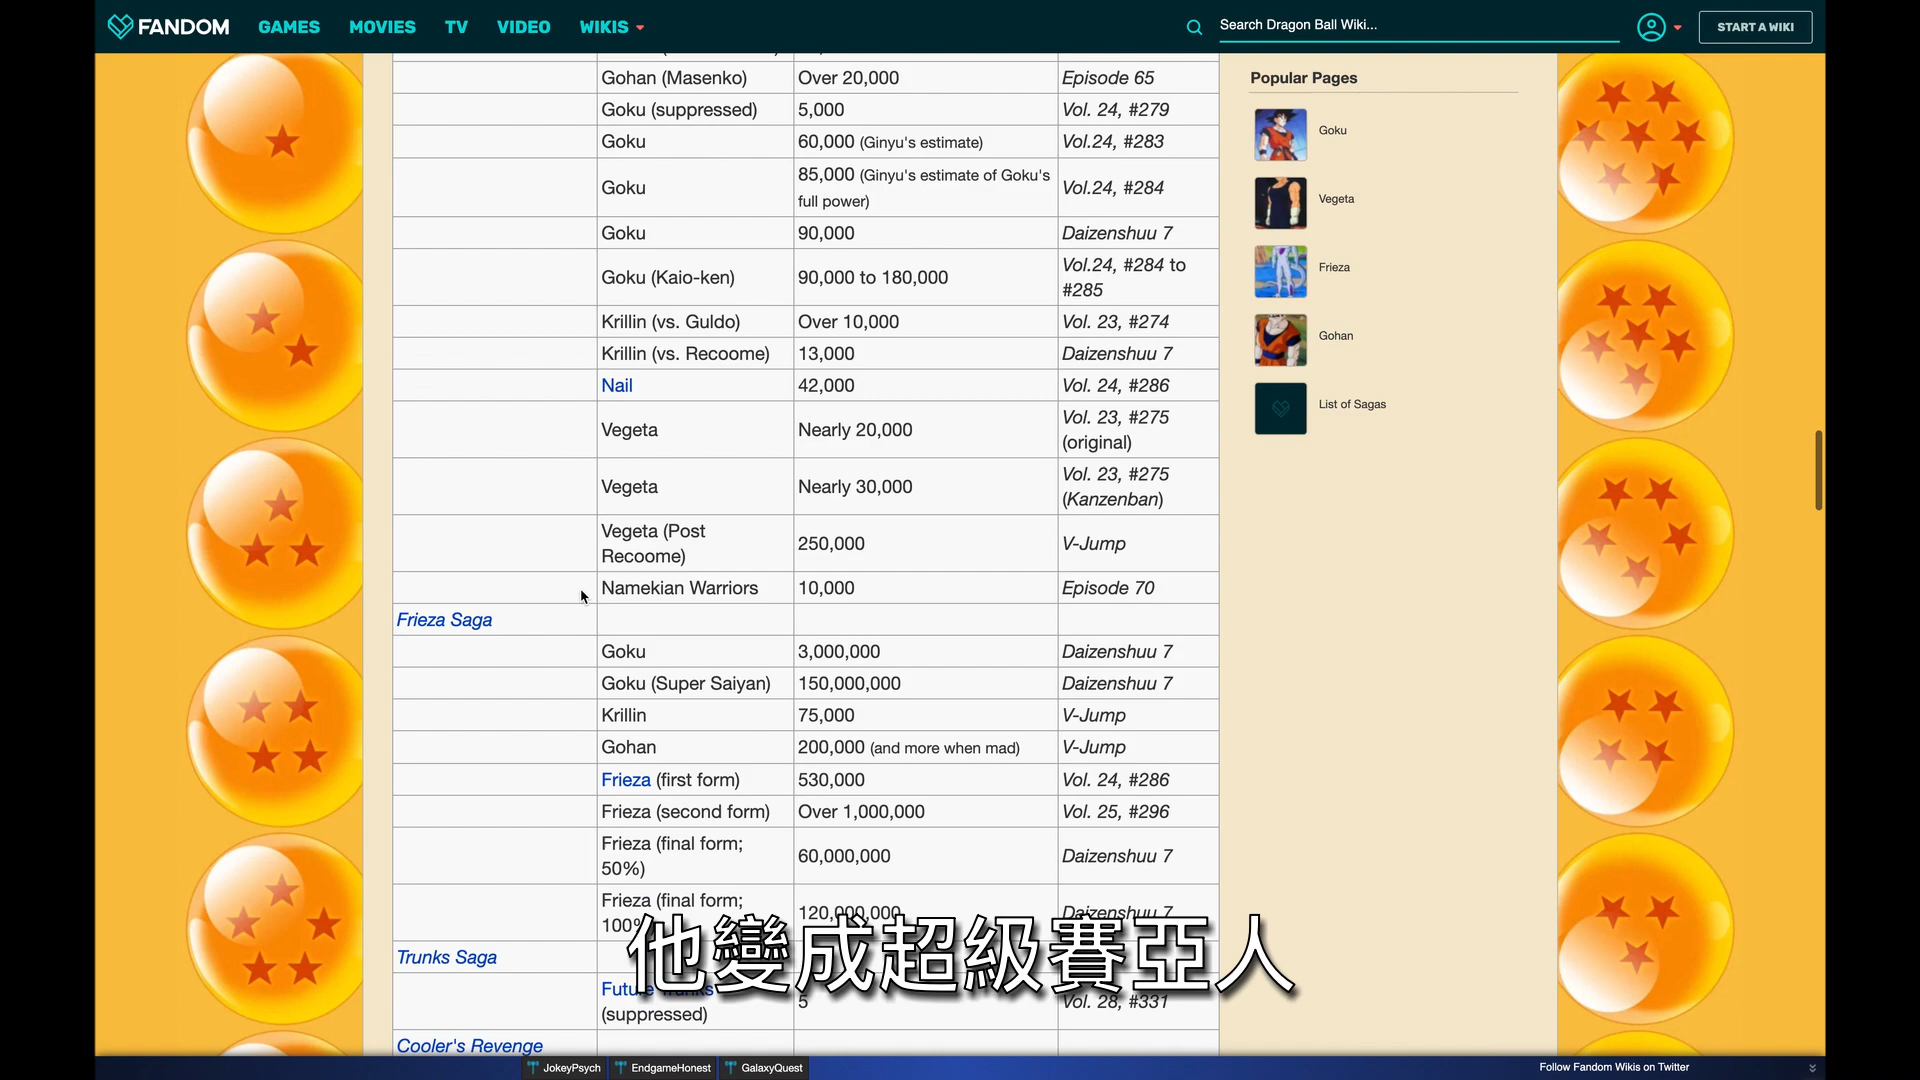 FANDOM GAMES MOVIES TV VIDEO WIKIS Search Dragon Ball Wiki... START A WIKI
Gohan (Masenko) Over 20,000 Episode 65
Goku (suppressed) 5,000 Vol. 24, #279
Goku 60,000 (Ginyu's estimate) Vol.24, #283
Goku 85,000 (Ginyu's estimate of Goku's
full power) Vol.24, #284
Goku 90,000 Daizenshuu 7
Goku (Kaio-ken) 90,000 to 180,000 Vol.24, #284 to
#285
Krillin (vs. Guldo) Over 10,000 Vol. 23, #274
Krillin (vs. Recoome) 13,000 Daizenshuu 7
Nail 42,000 Vol. 24, #286
Vegeta Nearly 20,000 Vol. 23, #275
(original)
Vegeta Nearly 30,000 Vol. 23, #275
(Kanzenban)
Vegeta (Post
Recoome) 250,000 V-Jump
Namekian Warriors 10,000 Episode 70
Frieza Saga
Goku 3,000,000 Daizenshuu 7
Goku (Super Saiyan) 150,000,000 Daizenshuu 7
Krillin 75,000 V-Jump
Gohan 200,000 (and more when mad) V-Jump
Frieza (first form) 530,000 Vol. 24, #286
Frieza (second form) Over 1,000,000 Vol. 25, #296
Frieza (final form;
50%) 60,000,000 Daizenshuu 7
Frieza (final form;
100% 120,000,000 Daizenshuu 7
Trunks Saga
Future Trunks
(suppressed) 5 Vol. 28, #331
Cooler's Revenge
Popular Pages
Goku
Vegeta
Frieza
Gohan
List of Sagas
他變成超級賽亞人
JokeyPsych EndgameHonest GalaxyQuest Follow Fandom Wikis on Twitter